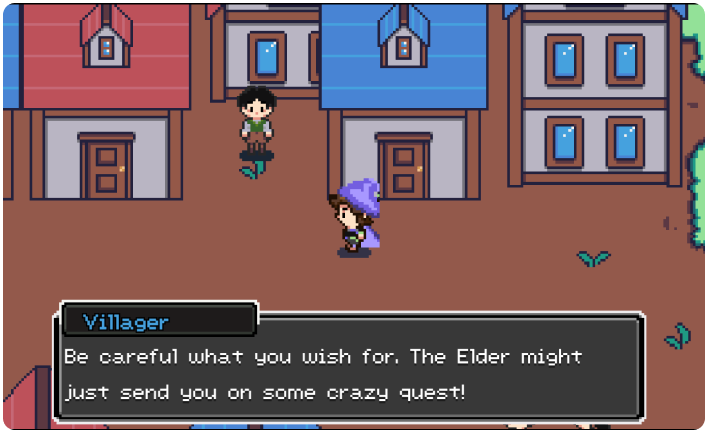 Villager
Be careful what you wish for. The Elder might
just send you on some crazy quest!